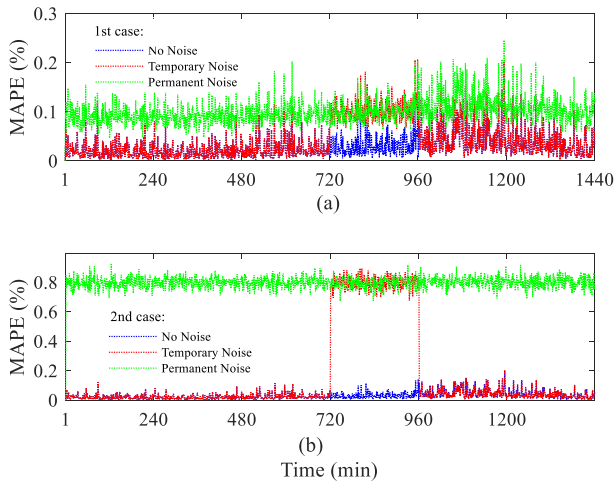 0.3
0.2
0.1
0
MAPE (%)
1st case:
No Noise
Temporary Noise
Permanent Noise
1 240 480 720 960 1200 1440
(a)
0.8
0.6
0.4
0.2
0
MAPE (%)
2nd case:
No Noise
Temporary Noise
Permanent Noise
1 240 480 720 960 1200
(b)
Time (min)